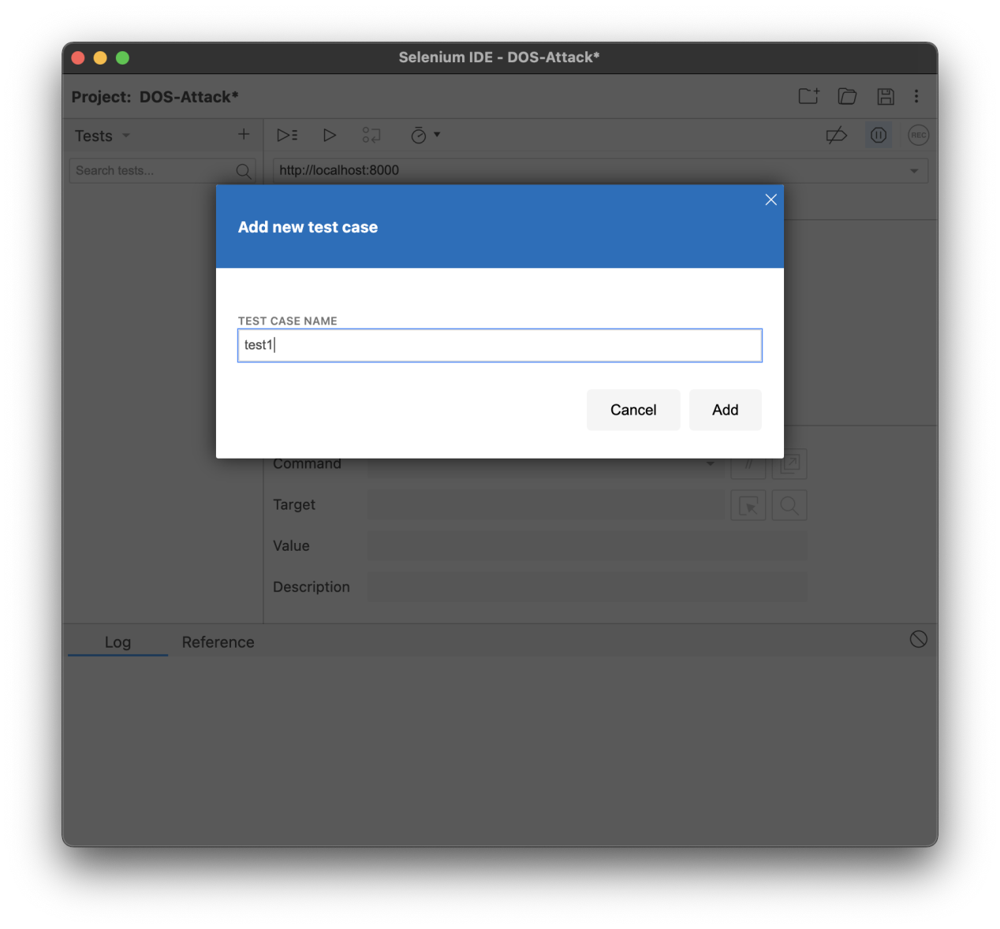 Selenium IDE - DOS-Attack*
Project: DOS-Attack*
Tests
REC
Search tests...
http://localhost:8000
Add new test case
TEST CASE NAME
test1
Cancel Add
Command //
Target
Value
Description
Log Reference